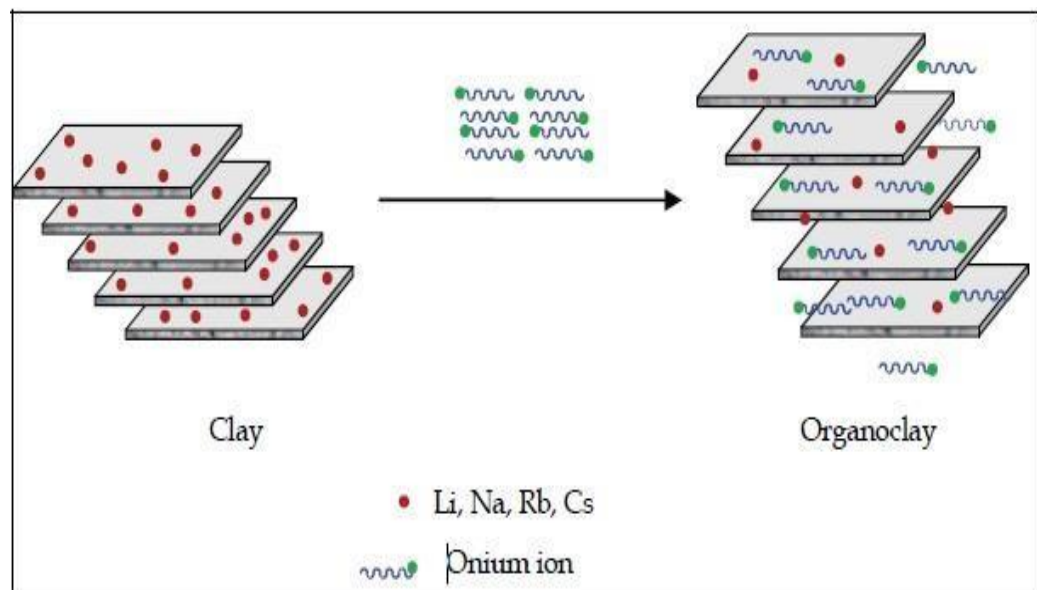 Clay
Organoclay
Li, Na, Rb, Cs
Onium ion